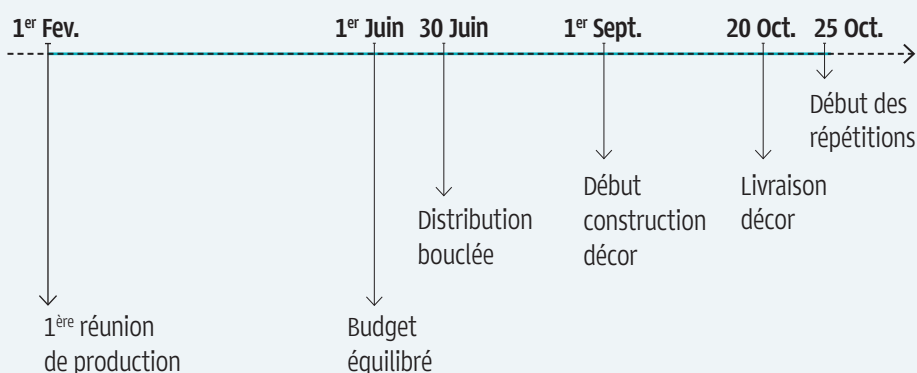 1er Fev. 1er Juin 30 Juin 1er Sept. 20 Oct. 25 Oct.
Début des
répétitions
Début
construction
décor
Livraison
décor
Distribution
bouclée
1ère réunion
de production
Budget
équilibré